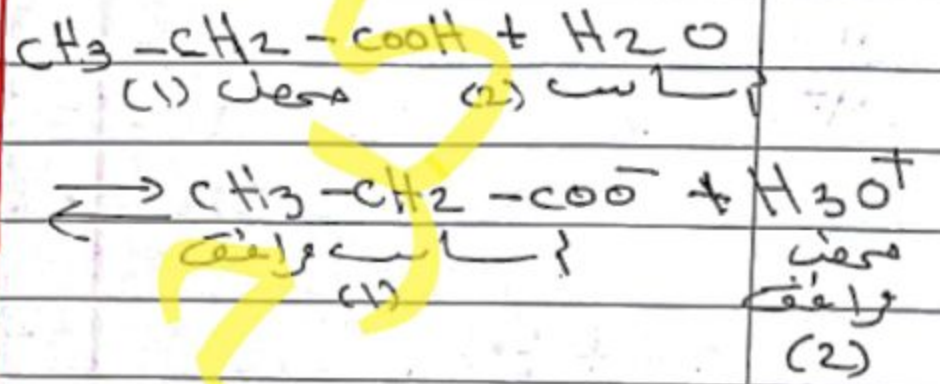 CH3-CH2-COOH + H2O
حمض (1) أساس (2)
⇌ CH3-CH2-COO⁻ + H3O⁺
أساس مرافق حمض
(1) مرافق
(2)